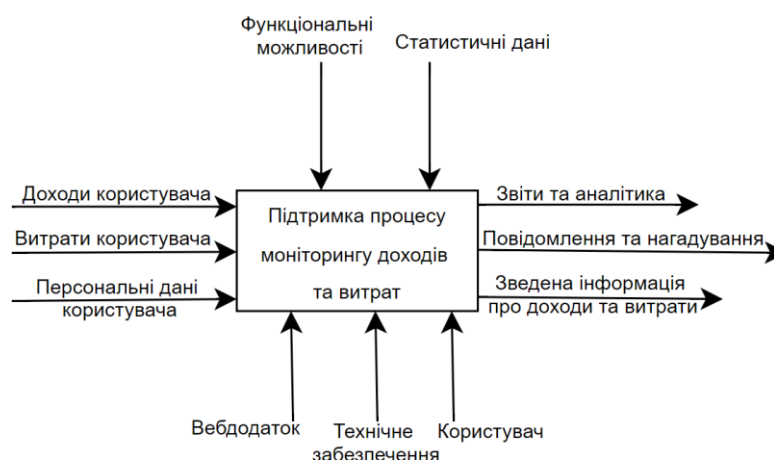 Функціональні
можливості
Статистичні дані
Доходи користувача
Витрати користувача
Персональні дані
користувача
Підтримка процесу
моніторингу доходів
та витрат
Звіти та аналітика
Повідомлення та нагадування
Зведена інформація
про доходи та витрати
Вебдодаток
Технічне
забезпечення
Користувач